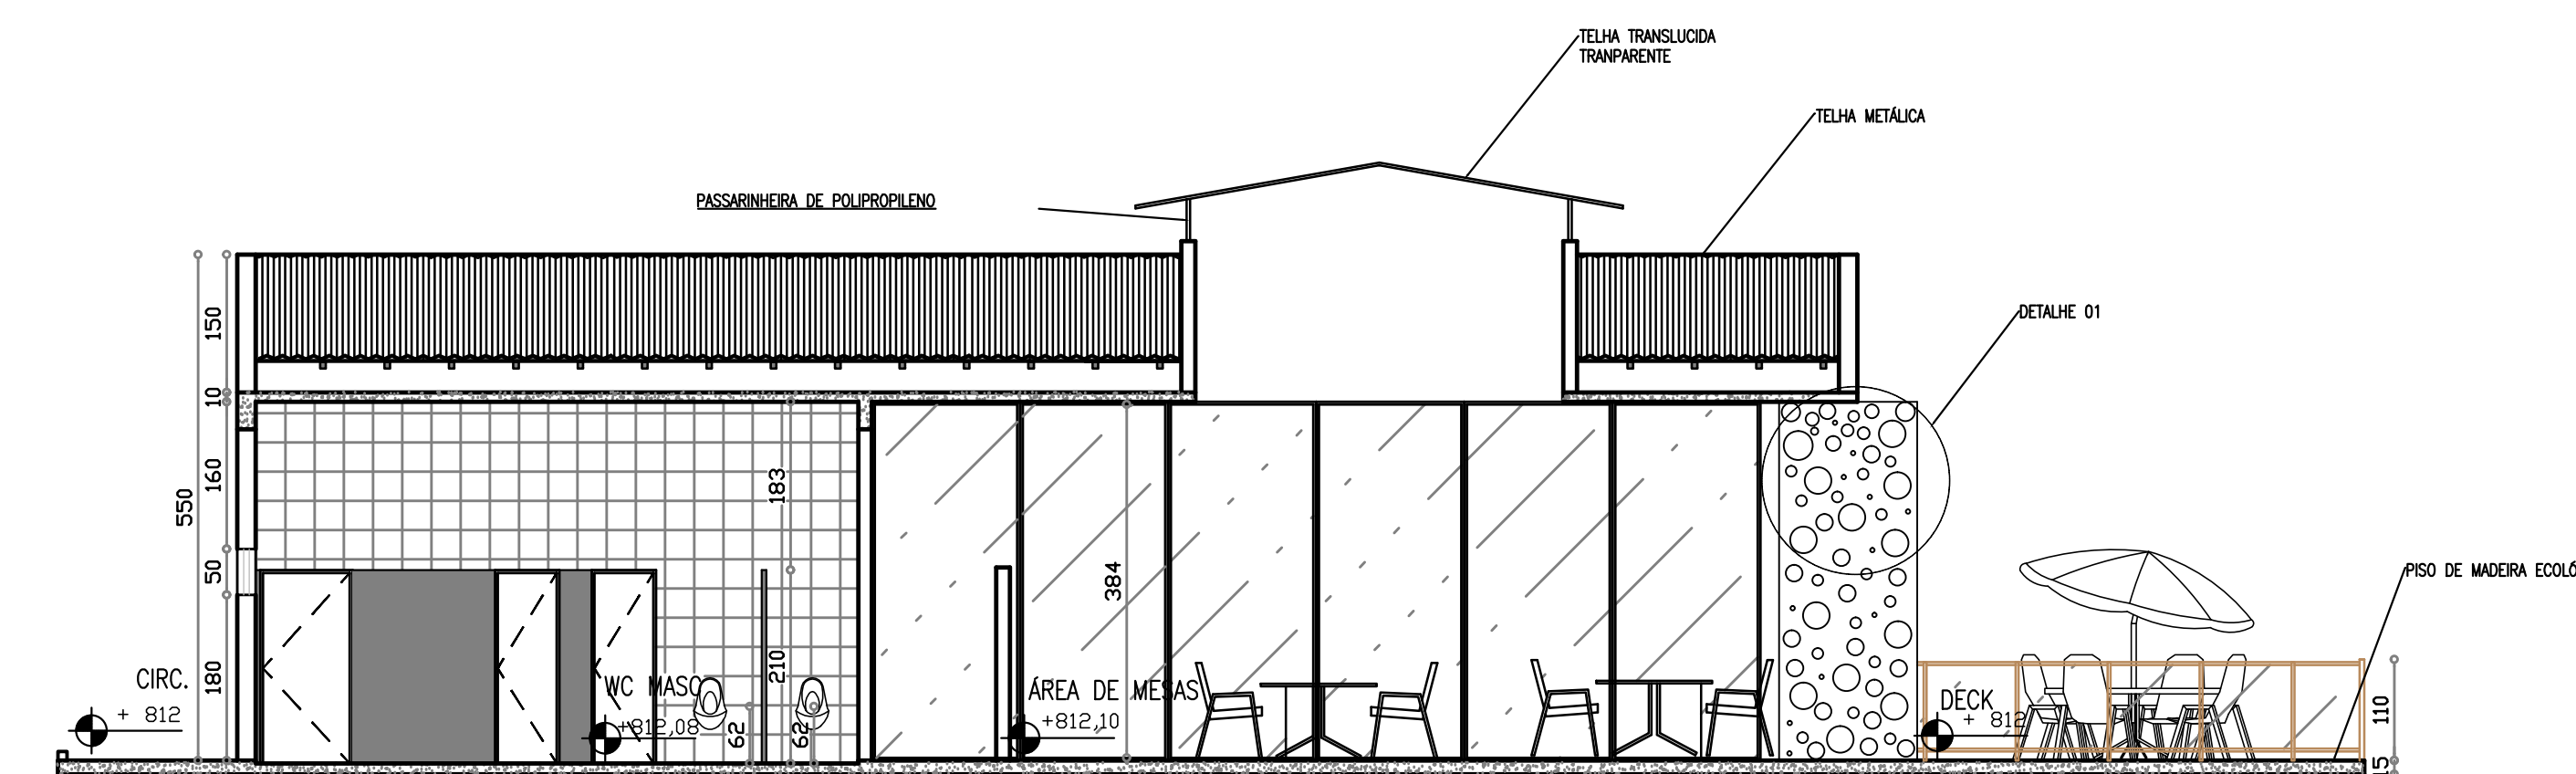 TELHA TRANSLUCIDA
TRANPARENTE
TELHA METÁLICA
PASSARINHEIRA DE POLIPROPILENO
DETALHE 01
150
10
160
550
50
180
183
210
62
62
384
CIRC.
+ 812
WC MASC
+812,08
ÁREA DE MESAS
+812,10
DECK
+ 812
PISO DE MADEIRA ECOLÓ
110
15